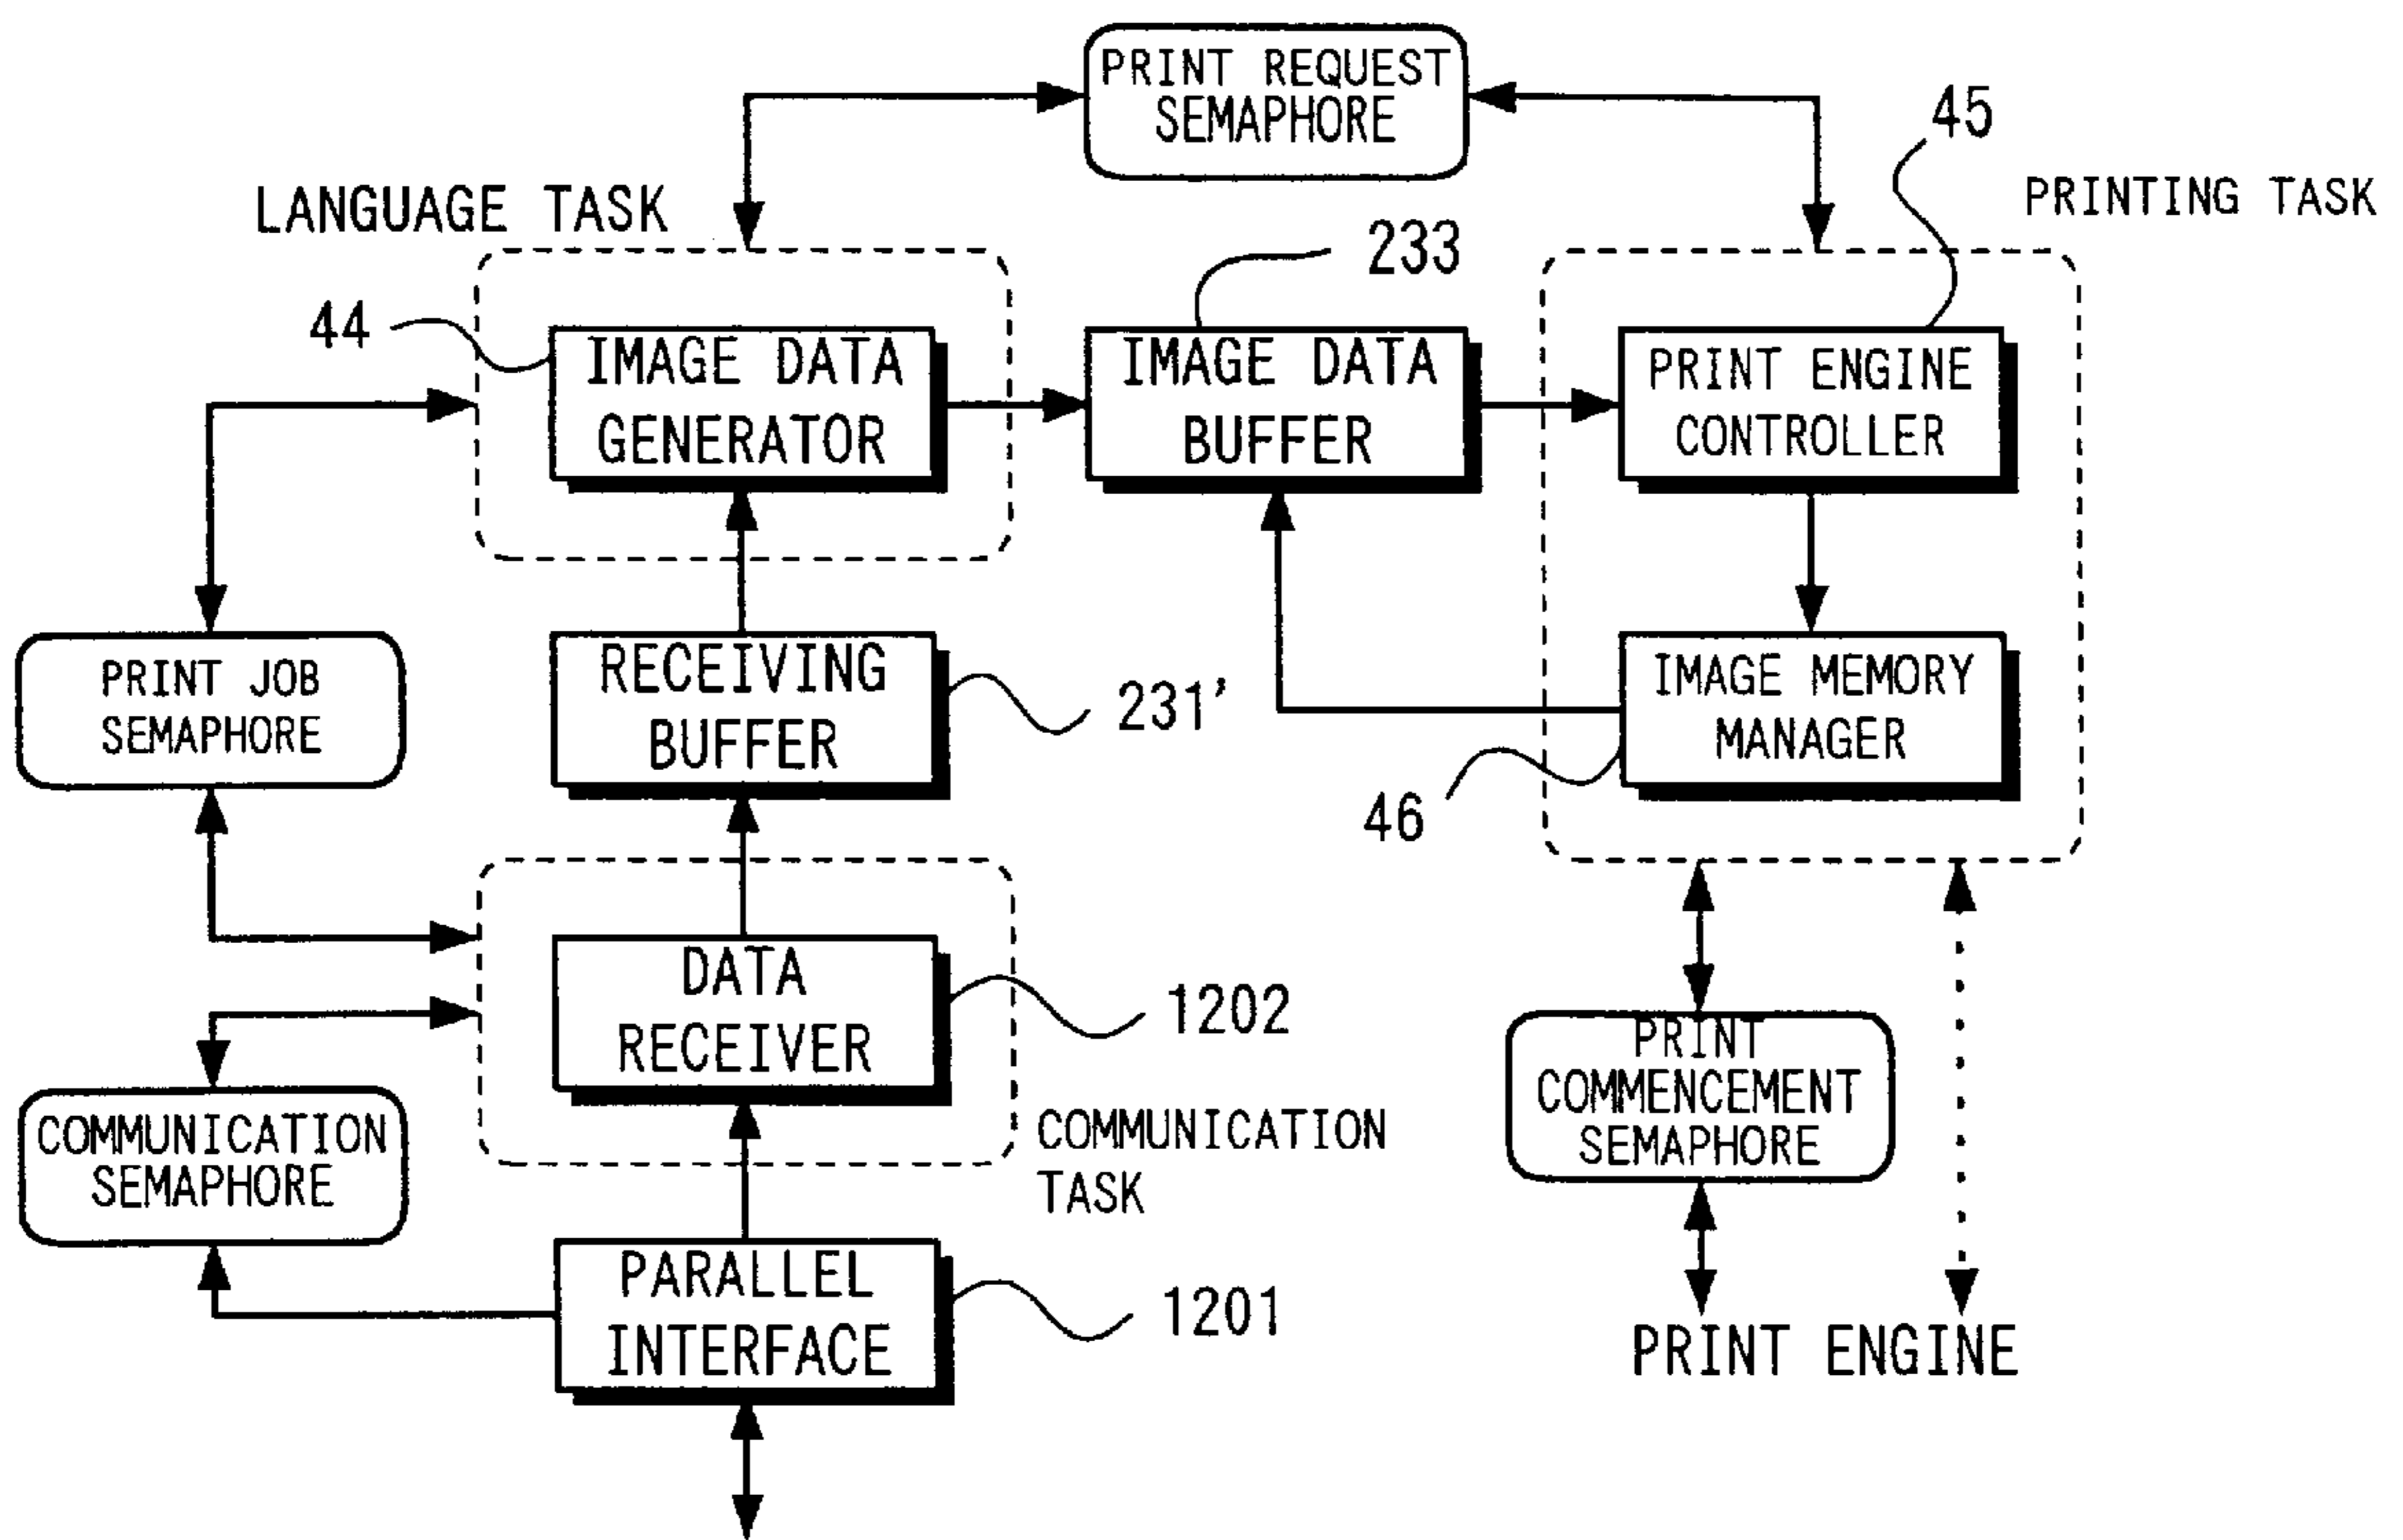 PRINT REQUEST
SEMAPHORE
45
LANGUAGE TASK
PRINTING TASK
233
44
IMAGE DATA
GENERATOR
IMAGE DATA
BUFFER
PRINT ENGINE
CONTROLLER
PRINT JOB
SEMAPHORE
RECEIVING
BUFFER
231'
IMAGE MEMORY
MANAGER
46
DATA
RECEIVER
1202
COMMUNICATION
SEMAPHORE
COMMUNICATION
TASK
PRINT
COMMENCEMENT
SEMAPHORE
PARALLEL
INTERFACE
1201
PRINT ENGINE